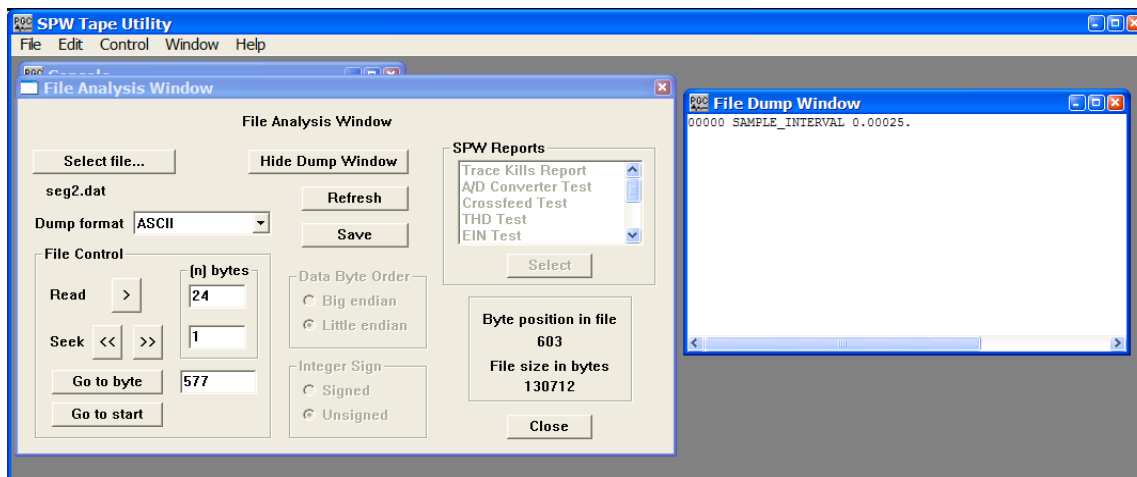 SPW Tape Utility
File Edit Control Window Help
File Analysis Window
File Analysis Window
Select file...
Hide Dump Window
seg2.dat
Refresh
Dump format ASCII
Save
File Control
(n) bytes
Read > 24
Seek << >> 1
Go to byte 577
Go to start
Data Byte Order
Big endian
Little endian
Integer Sign
Signed
Unsigned
SPW Reports
Trace Kills Report
A/D Converter Test
Crossfeed Test
THD Test
EIN Test
Select
Byte position in file
603
File size in bytes
130712
Close
File Dump Window
00000 SAMPLE_INTERVAL 0.00025.